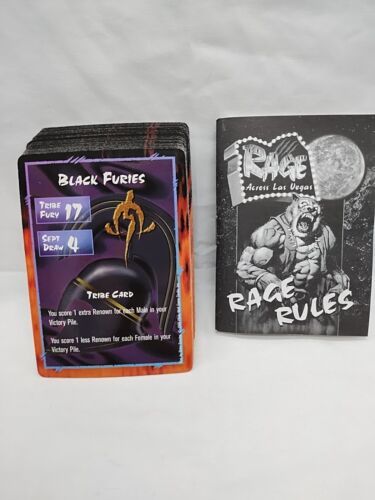 BLACK FURIES
TRIBE
FURY 17
SEPT
DRAW 4
TRIBE CARD
You score 1 extra Renown for each Male in your
Victory Pile.
You score 1 less Renown for each Female in your
Victory Pile.
RAGE
Across Las Vegas
RAGE
RULES